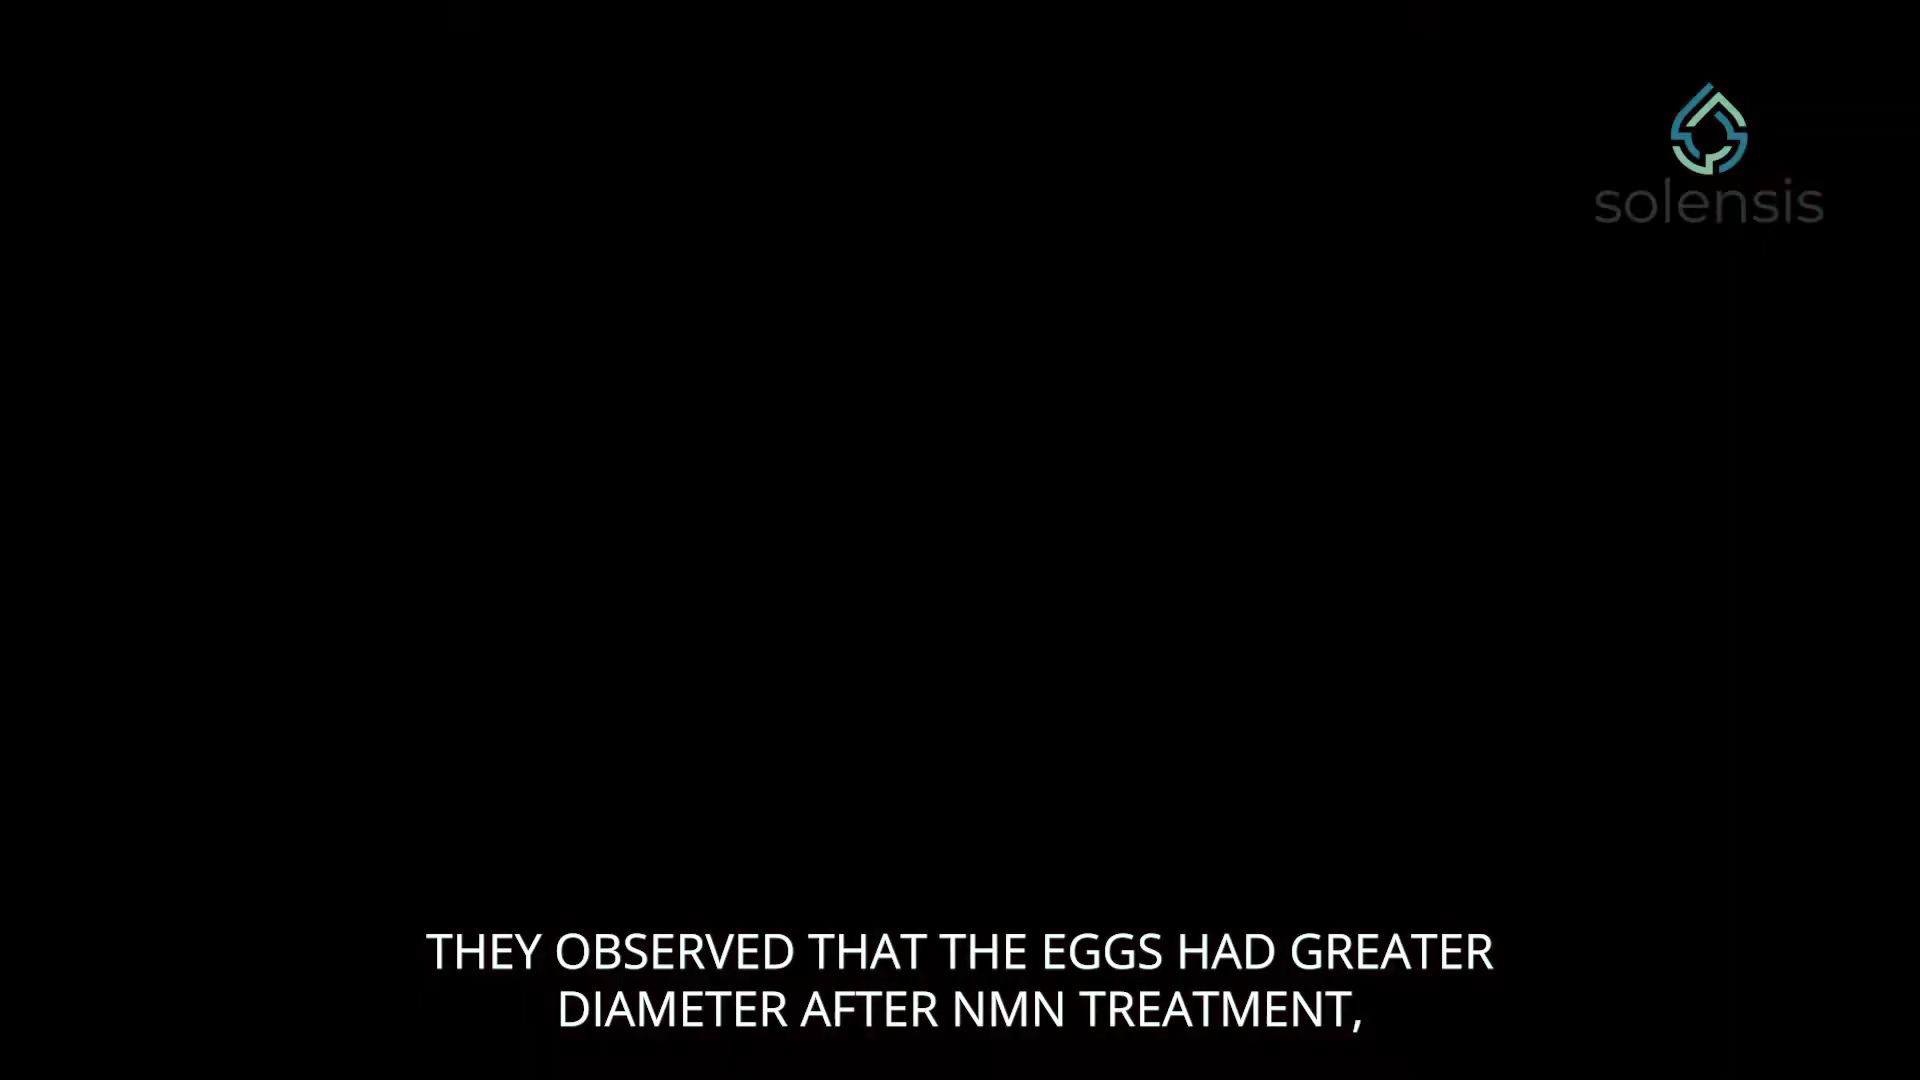 solensis
THEY OBSERVED THAT THE EGGS HAD GREATER
DIAMETER AFTER NMN TREATMENT,